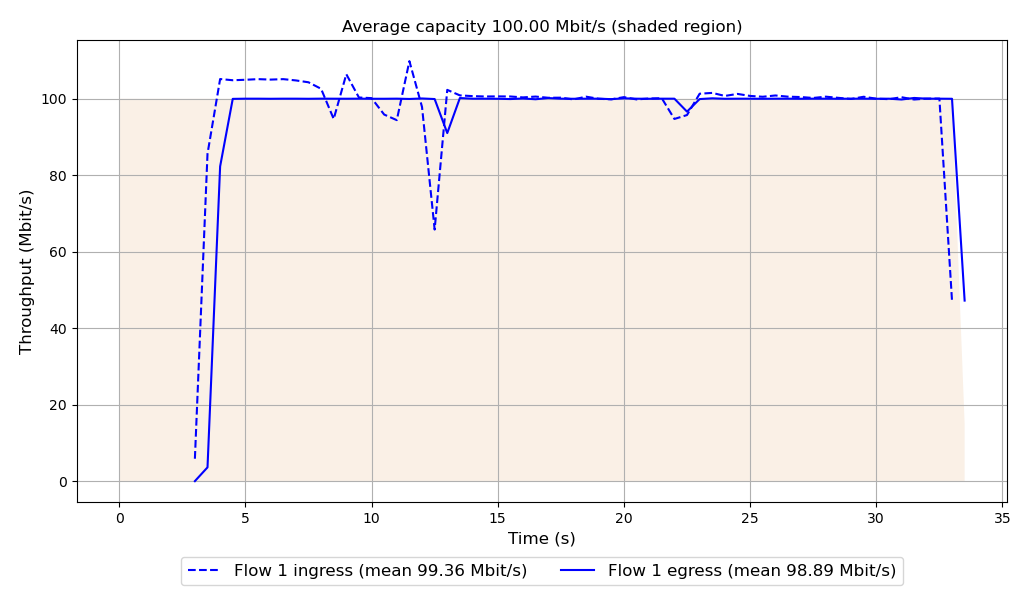 Average capacity 100.00 Mbit/s (shaded region)
Throughput (Mbit/s)
100
80
60
40
20
0
0 5 10 15 20 25 30 35
Time (s)
Flow 1 ingress (mean 99.36 Mbit/s) Flow 1 egress (mean 98.89 Mbit/s)